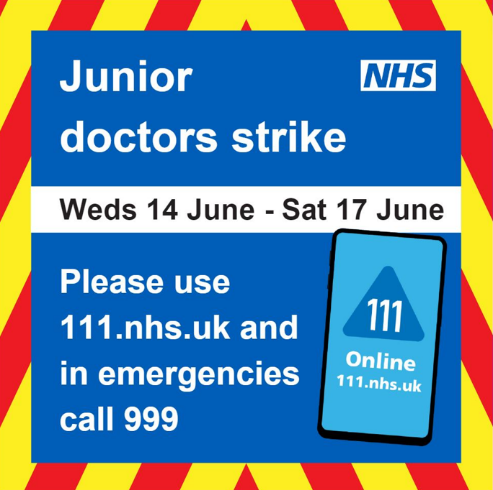 Junior
NHS
doctors strike
Weds 14 June - Sat 17 June
Please use
111.nhs.uk and
in emergencies
call 999
111
Online
111.nhs.uk